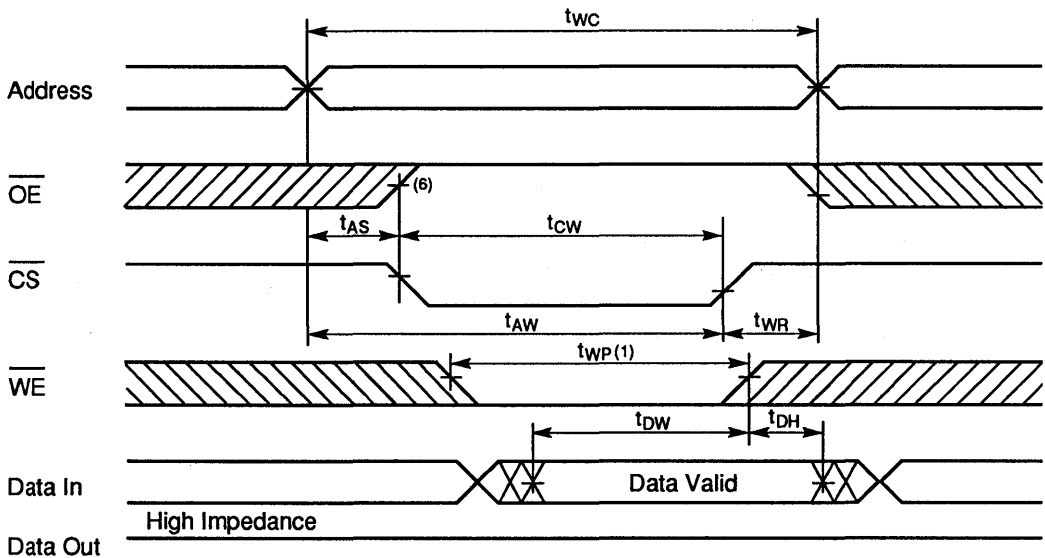 tWC
Address
OE
(6)
tAS
tCW
CS
tAW
tWR
tWP(1)
WE
tDW
tDH
Data In
Data Valid
High Impedance
Data Out